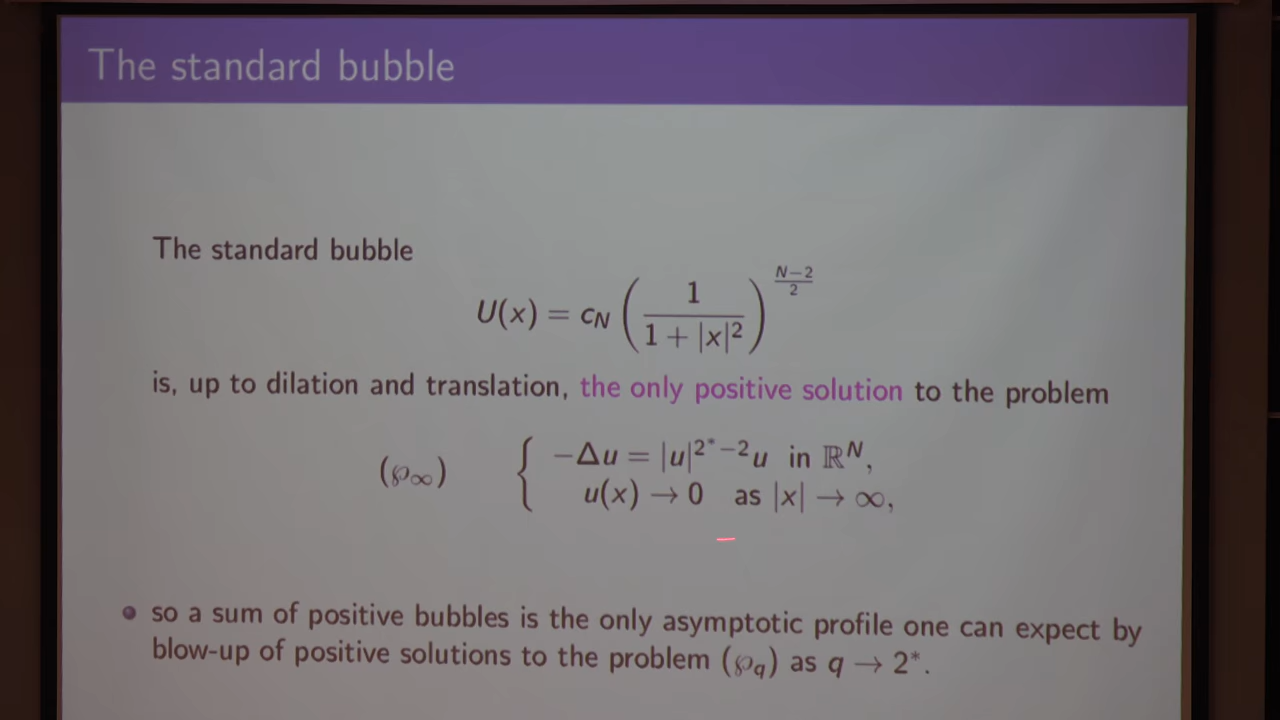 The standard bubble
The standard bubble
U(x) = c_N (1 / (1 + |x|²))^{(N−2)/2}
is, up to dilation and translation, the only positive solution to the problem
(℘_∞) { −Δu = |u|^{2*−2}u in ℝ^N,
u(x) → 0 as |x| → ∞,
• so a sum of positive bubbles is the only asymptotic profile one can expect by
blow-up of positive solutions to the problem (℘_q) as q → 2*.